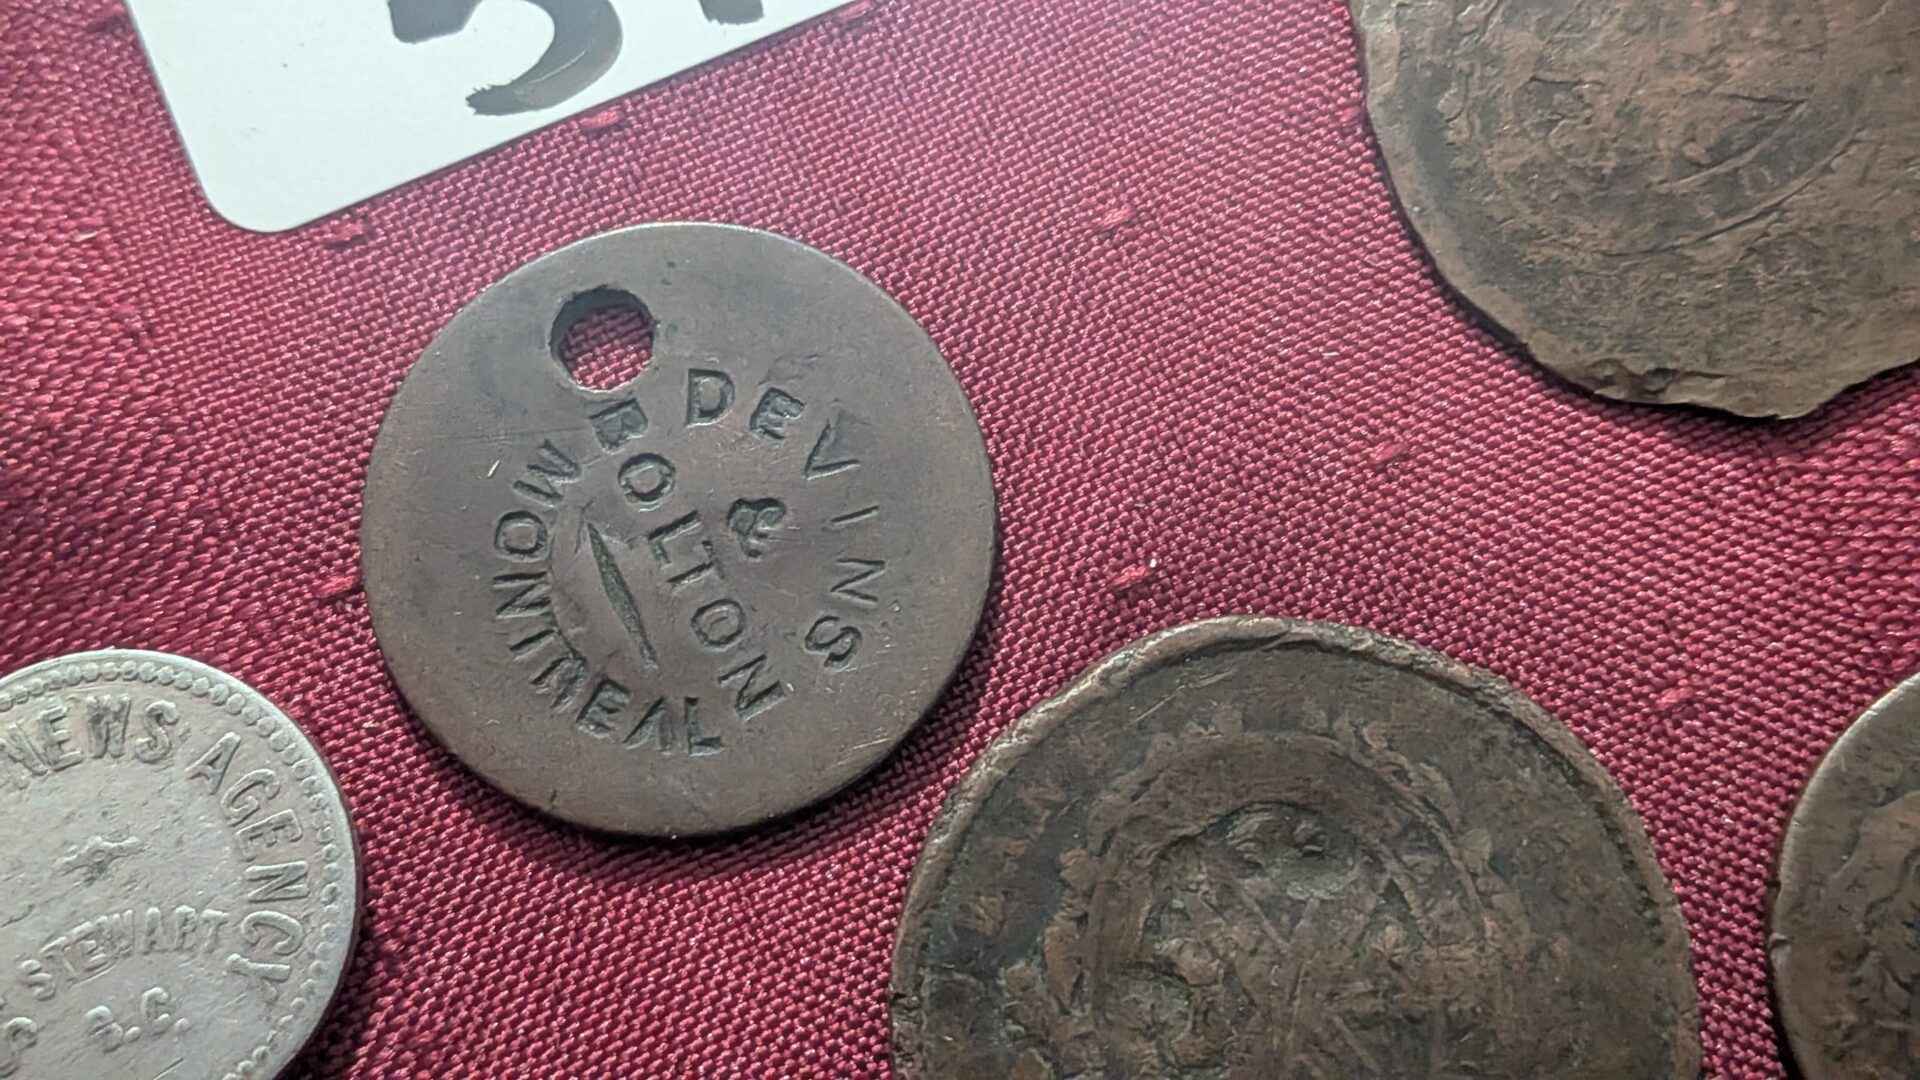 DEVINS
&
BOLTON
MONTREAL
NEWS AGENCY
STEWART
B.C.